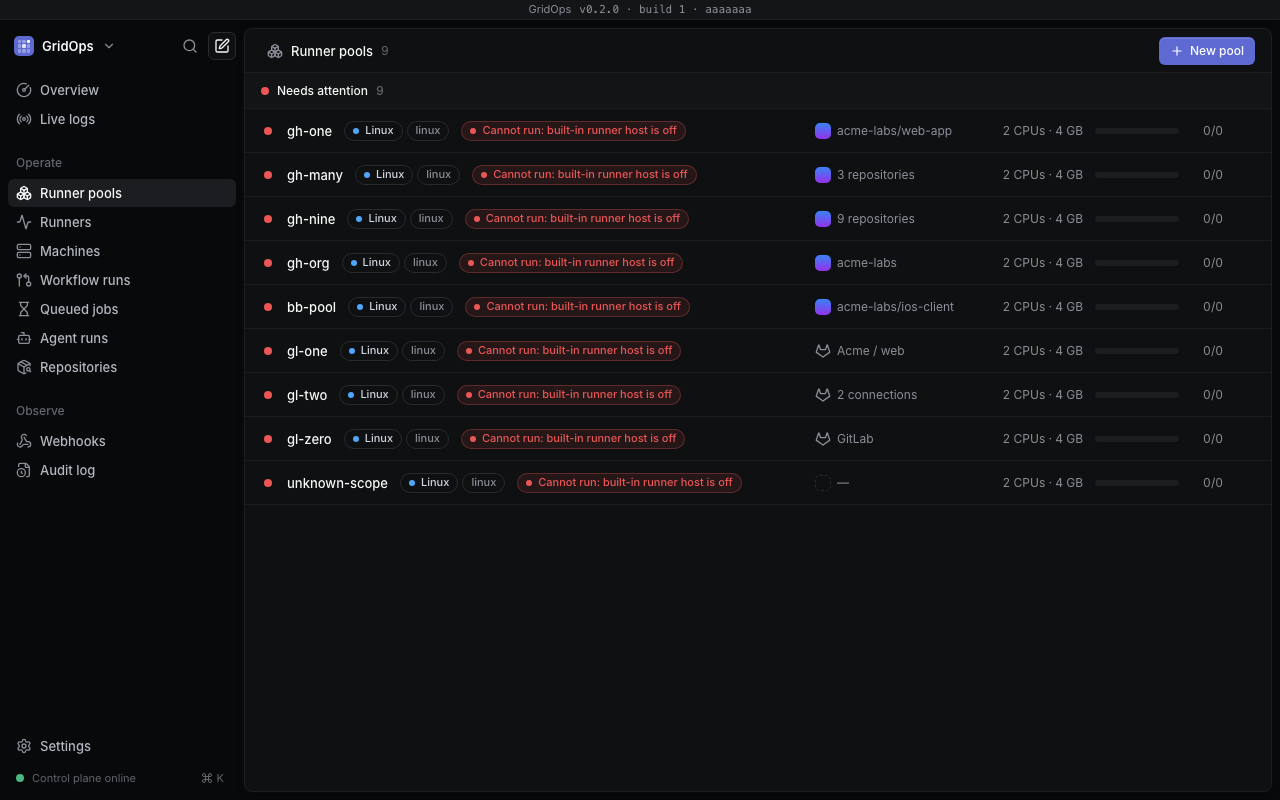 GridOps v0.2.0 · build 1 · aaaaaaa
GridOps
Overview
Live logs
Operate
Runner pools
Runners
Machines
Workflow runs
Queued jobs
Agent runs
Repositories
Observe
Webhooks
Audit log
Settings
Control plane online ⌘ K
Runner pools 9
New pool
Needs attention 9
gh-one Linux linux Cannot run: built-in runner host is off acme-labs/web-app 2 CPUs · 4 GB 0/0
gh-many Linux linux Cannot run: built-in runner host is off 3 repositories 2 CPUs · 4 GB 0/0
gh-nine Linux linux Cannot run: built-in runner host is off 9 repositories 2 CPUs · 4 GB 0/0
gh-org Linux linux Cannot run: built-in runner host is off acme-labs 2 CPUs · 4 GB 0/0
bb-pool Linux linux Cannot run: built-in runner host is off acme-labs/ios-client 2 CPUs · 4 GB 0/0
gl-one Linux linux Cannot run: built-in runner host is off Acme / web 2 CPUs · 4 GB 0/0
gl-two Linux linux Cannot run: built-in runner host is off 2 connections 2 CPUs · 4 GB 0/0
gl-zero Linux linux Cannot run: built-in runner host is off GitLab 2 CPUs · 4 GB 0/0
unknown-scope Linux linux Cannot run: built-in runner host is off — 2 CPUs · 4 GB 0/0